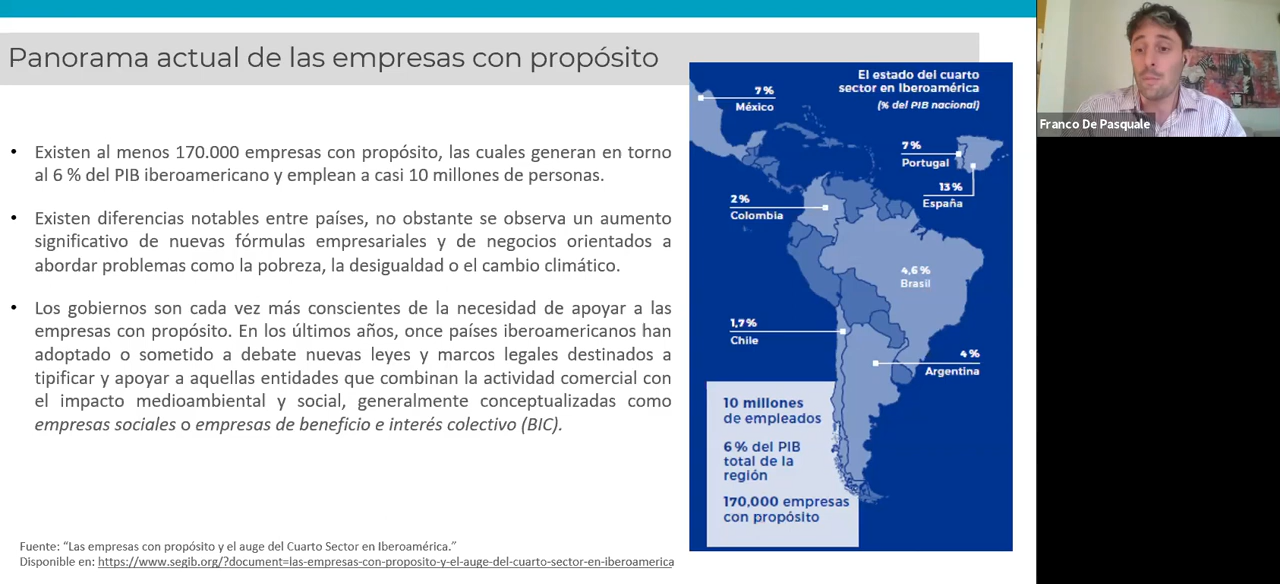 Panorama actual de las empresas con propósito
• Existen al menos 170.000 empresas con propósito, las cuales generan en torno
al 6 % del PIB iberoamericano y emplean a casi 10 millones de personas.
• Existen diferencias notables entre países, no obstante se observa un aumento
significativo de nuevas fórmulas empresariales y de negocios orientados a
abordar problemas como la pobreza, la desigualdad o el cambio climático.
• Los gobiernos son cada vez más conscientes de la necesidad de apoyar a las
empresas con propósito. En los últimos años, once países iberoamericanos han
adoptado o sometido a debate nuevas leyes y marcos legales destinados a
tipificar y apoyar a aquellas entidades que combinan la actividad comercial con
el impacto medioambiental y social, generalmente conceptualizadas como
empresas sociales o empresas de beneficio e interés colectivo (BIC).
Fuente: “Las empresas con propósito y el auge del Cuarto Sector en Iberoamérica.”
Disponible en: https://www.segib.org/?document=las-empresas-con-proposito-y-el-auge-del-cuarto-sector-en-iberoamerica
El estado del cuarto
sector en Iberoamérica
(% del PIB nacional)
7 %
México
7 %
Portugal
13 %
España
2 %
Colombia
4,6 %
Brasil
1,7 %
Chile
4 %
Argentina
10 millones
de empleados
6 % del PIB
total de la
región
170,000 empresas
con propósito
Franco De Pasquale